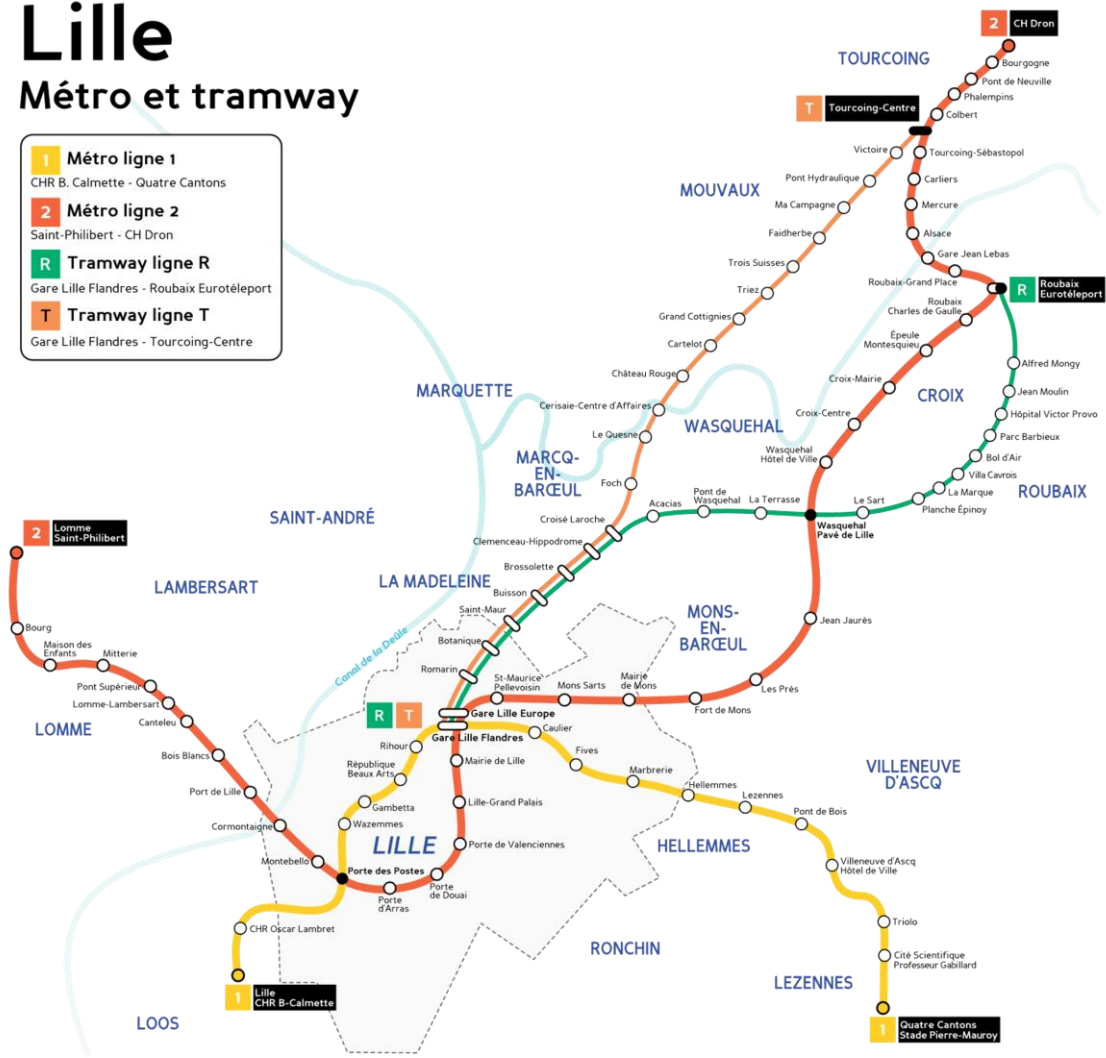 Lille
Métro et tramway
1 Métro ligne 1
CHR B. Calmette - Quatre Cantons
2 Métro ligne 2
Saint-Philibert - CH Dron
R Tramway ligne R
Gare Lille Flandres - Roubaix Eurotéleport
T Tramway ligne T
Gare Lille Flandres - Tourcoing-Centre
2 CH Dron
TOURCOING
Bourgogne
Pont de Neuville
Phalempins
T Tourcoing-Centre
Colbert
Victoire
Tourcoing-Sébastopol
Pont Hydraulique
Carliers
MOUVAUX
Ma Campagne
Mercure
Faidherbe
Alsace
Trois Suisses
Gare Jean Lebas
Triez
Roubaix-Grand Place
R Roubaix
Eurotéleport
Grand Cottignies
Roubaix
Charles de Gaulle
Cartelot
Épeule
Montesquieu
Château Rouge
Alfred Mongy
Croix-Mairie
Jean Moulin
MARQUETTE
CROIX
Cerisaie-Centre d'Affaires
Croix-Centre
Hôpital Victor Provo
WASQUEHAL
Le Quesne
Parc Barbieux
Wasquehal
Hôtel de Ville
Bol d'Air
MARCQ-
EN-
BARŒUL
Villa Cavrois
Foch
La Marque
ROUBAIX
Acacias
Pont de
Wasquehal
La Terrasse
Le Sart
Planche Épinoy
SAINT-ANDRÉ
Croisé Laroche
Wasquehal
Pavé de Lille
2 Lomme
Saint-Philibert
Clemenceau-Hippodrome
Brossolette
LAMBERSART
LA MADELEINE
Buisson
Saint-Maur
MONS-
EN-
BARŒUL
Jean Jaurès
Bourg
Canal de la Deûle
Botanique
Maison des
Enfants
Mitterie
Romarin
St-Maurice
Pellevoisin
Mons Sarts
Mairie
de Mons
Les Prés
Pont Supérieur
Lomme-Lambersart
Fort de Mons
R T
Gare Lille Europe
Canteleu
LOMME
Gare Lille Flandres
Caulier
Rihour
Bois Blancs
Mairie de Lille
Fives
République
Beaux Arts
Marbrerie
VILLENEUVE
D'ASCQ
Port de Lille
Hellemmes
Lezennes
Gambetta
Lille-Grand Palais
Pont de Bois
Cormontaigne
Wazemmes
LILLE
Porte de Valenciennes
HELLEMMES
Montebello
Porte des Postes
Villeneuve d'Ascq
Hôtel de Ville
Porte
d'Arras
Porte
de Douai
CHR Oscar Lambret
Triolo
RONCHIN
Cité Scientifique
Professeur Gabillard
LEZENNES
1 Lille
CHR B-Calmette
LOOS
1 Quatre Cantons
Stade Pierre-Mauroy